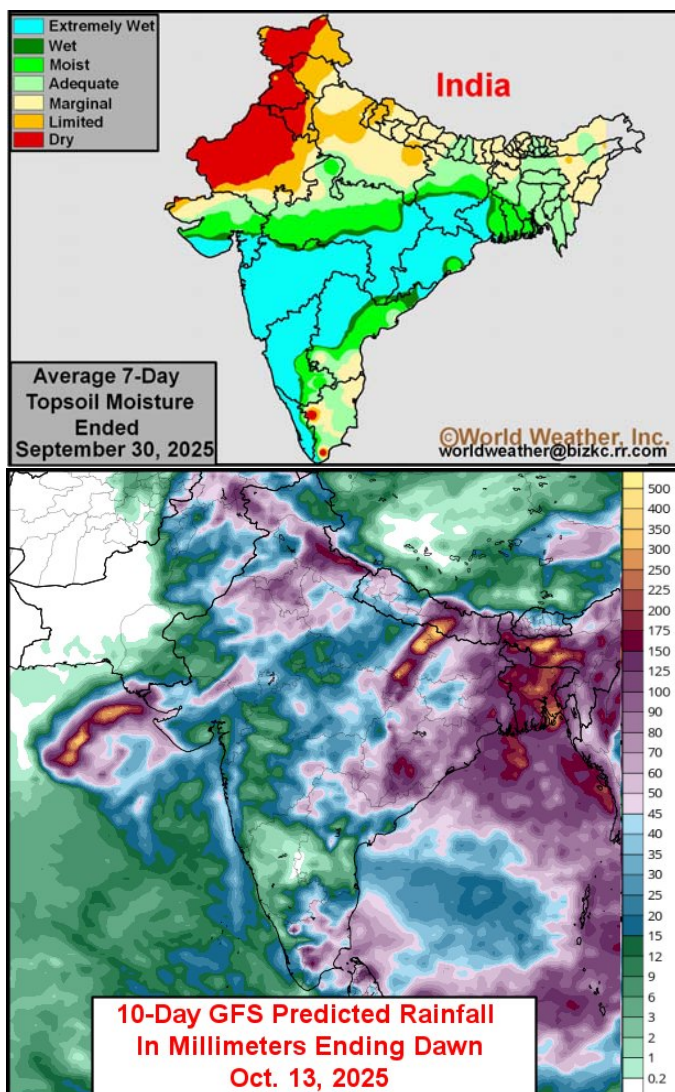 Extremely Wet
Wet
Moist
Adequate
Marginal
Limited
Dry
India
Average 7-Day
Topsoil Moisture
Ended
September 30, 2025
©World Weather, Inc.
worldweather@bizkc.rr.com
500
400
350
300
250
200
175
150
125
100
90
80
70
60
50
45
40
35
30
25
20
15
12
9
6
3
2
1
0.2
10-Day GFS Predicted Rainfall
In Millimeters Ending Dawn
Oct. 13, 2025